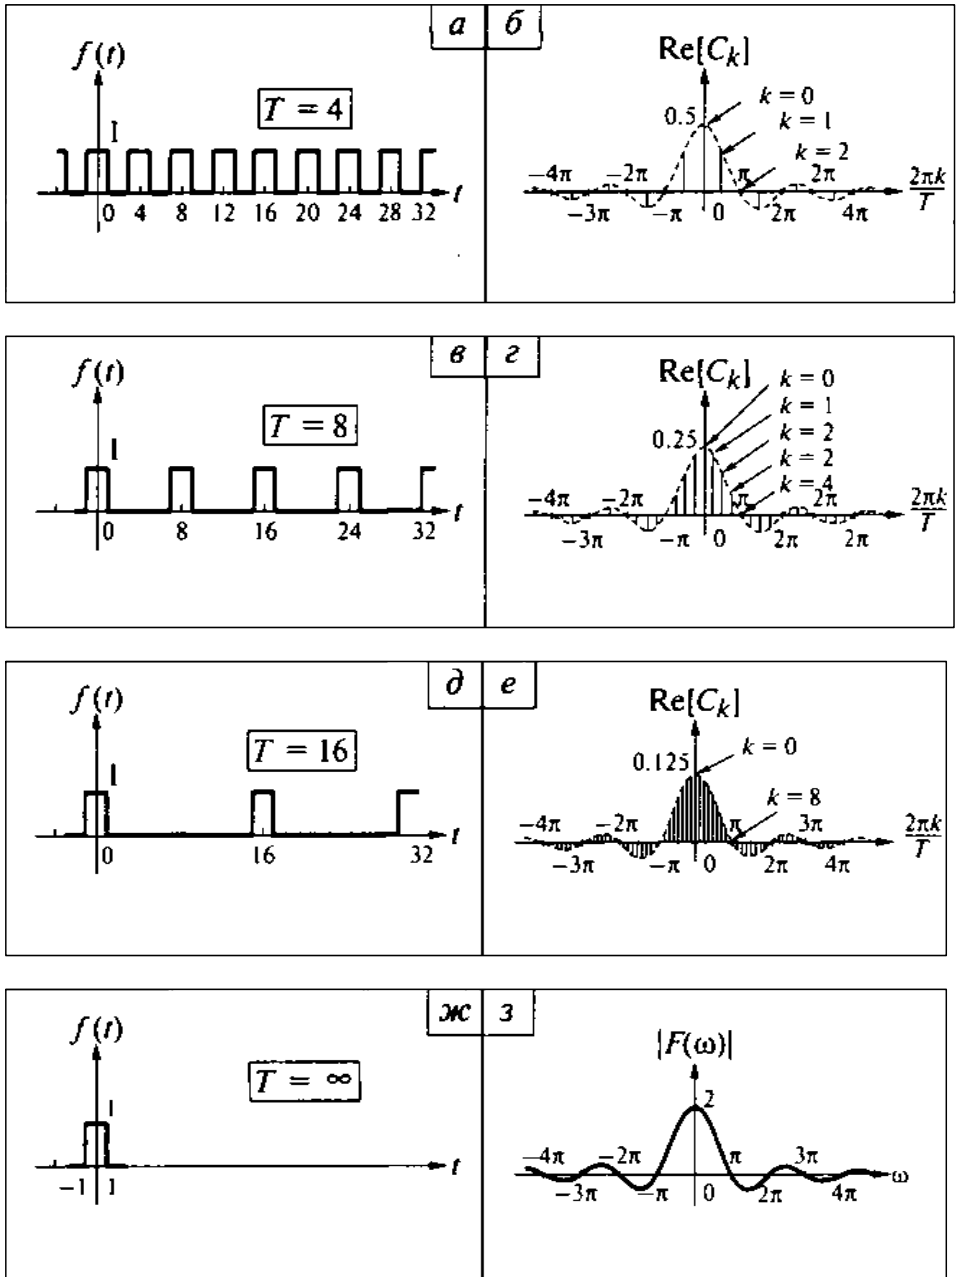 а б
f(t)
T = 4
1
0 4 8 12 16 20 24 28 32 t
Re[C_k]
k = 0
0.5
k = 1
k = 2
−4π −2π π 2π
−3π −π 0 2π 4π
2πk/T
в г
f(t)
T = 8
1
0 8 16 24 32 t
Re[C_k]
k = 0
k = 1
0.25
k = 2
k = 2
k = 4
−4π −2π π 2π
−3π −π 0 2π 2π
2πk/T
д е
f(t)
T = 16
1
0 16 32 t
Re[C_k]
k = 0
0.125
k = 8
−4π −2π π 3π
−3π −π 0 2π 4π
2πk/T
ж з
f(t)
T = ∞
1
−1 1 t
|F(ω)|
2
−4π −2π π 3π
−3π −π 0 2π 4π
ω